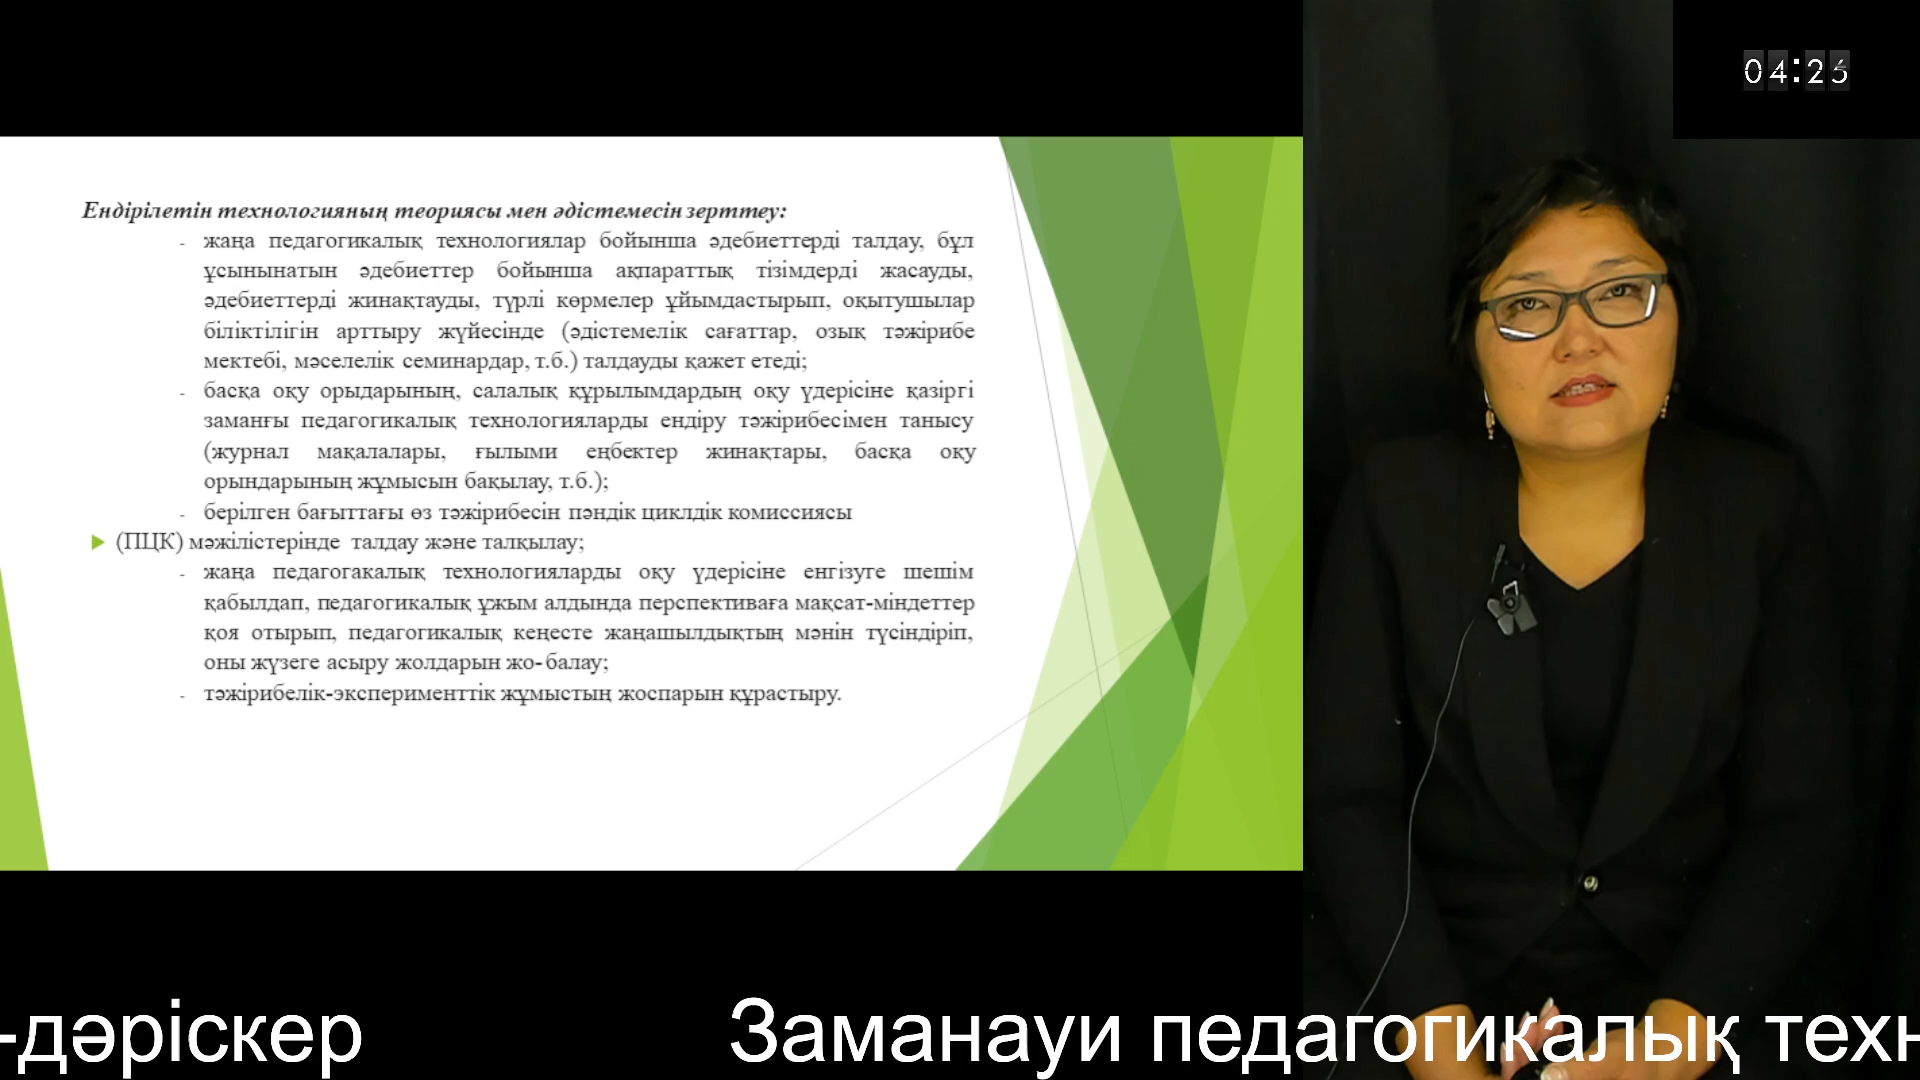 04:25
Ендірілетін технологияның теориясы мен әдістемесін зерттеу:
- жаңа педагогикалық технологиялар бойынша әдебиеттерді талдау, бұл
ұсынынатын әдебиеттер бойынша ақпараттық тізімдерді жасауды,
әдебиеттерді жинақтауды, түрлі көрмелер ұйымдастырып, оқытушылар
біліктілігін арттыру жүйесінде (әдістемелік сағаттар, озық тәжірибе
мектебі, мәселелік семинардар, т.б.) талдауды қажет етеді;
- басқа оқу орыдарының, салалық құрылымдардың оқу үдерісіне қазіргі
заманғы педагогикалық технологияларды ендіру тәжірибесімен танысу
(журнал мақалалары, ғылыми еңбектер жинақтары, басқа оқу
орындарының жұмысын бақылау, т.б.);
- берілген бағыттағы өз тәжірибесін пәндік циклдік комиссиясы
(ПЦК) мәжілістерінде талдау және талқылау;
- жаңа педагогакалық технологияларды оқу үдерісіне енгізуге шешім
қабылдап, педагогикалық ұжым алдында перспективаға мақсат-міндеттер
қоя отырып, педагогикалық кеңесте жаңашылдықтың мәнін түсіндіріп,
оны жүзеге асыру жолдарын жо- балау;
- тәжірибелік-эксперименттік жұмыстың жоспарын құрастыру.
-дәріскер Заманауи педагогикалық техн